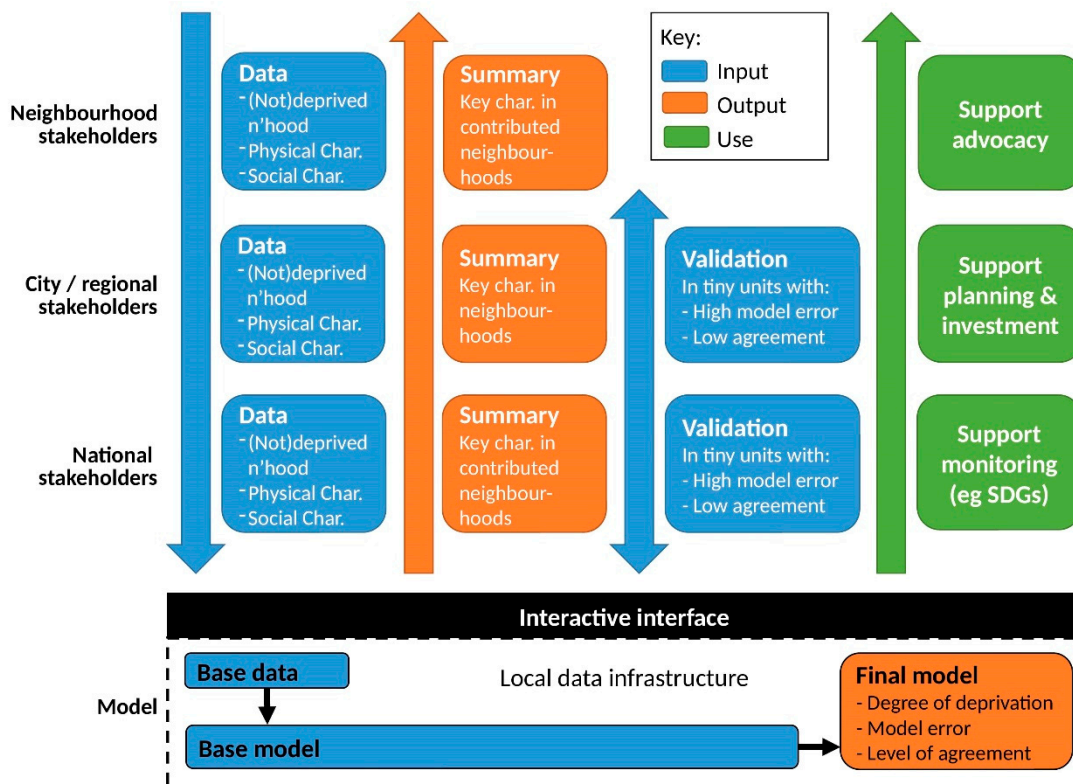 Key:
Input
Output
Use
Neighbourhood
stakeholders
Data
-(Not)deprived
n'hood
-Physical Char.
-Social Char.
Summary
Key char. in
contributed
neighbour-
hoods
Support
advocacy
City / regional
stakeholders
Data
-(Not)deprived
n'hood
-Physical Char.
-Social Char.
Summary
Key char. in
neighbour-
hoods
Validation
In tiny units with:
- High model error
- Low agreement
Support
planning &
investment
National
stakeholders
Data
-(Not)deprived
n'hood
-Physical Char.
-Social Char.
Summary
Key char. in
contributed
neighbour-
hoods
Validation
In tiny units with:
- High model error
- Low agreement
Support
monitoring
(eg SDGs)
Interactive interface
Model
Base data
Local data infrastructure
Base model
Final model
- Degree of deprivation
- Model error
- Level of agreement